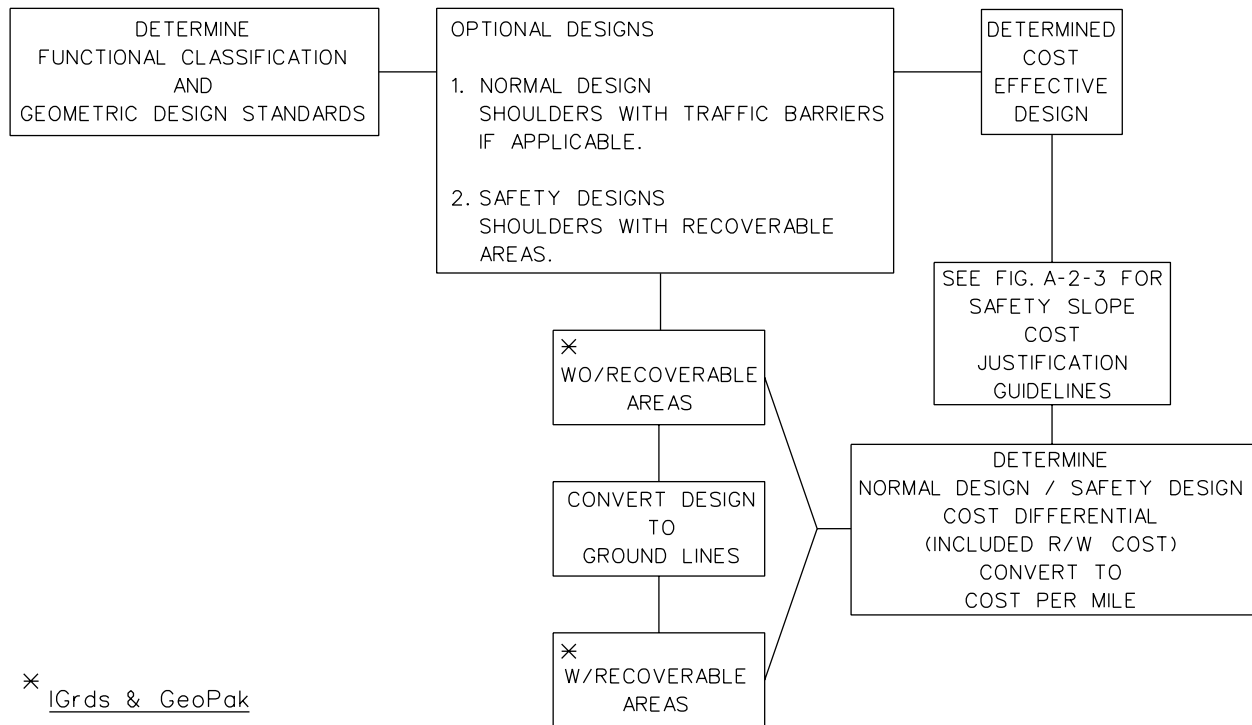 DETERMINE
FUNCTIONAL CLASSIFICATION
AND
GEOMETRIC DESIGN STANDARDS
OPTIONAL DESIGNS
1. NORMAL DESIGN
SHOULDERS WITH TRAFFIC BARRIERS
IF APPLICABLE.
2. SAFETY DESIGNS
SHOULDERS WITH RECOVERABLE
AREAS.
DETERMINED
COST
EFFECTIVE
DESIGN
SEE FIG. A-2-3 FOR
SAFETY SLOPE
COST
JUSTIFICATION
GUIDELINES
*
WO/RECOVERABLE
AREAS
CONVERT DESIGN
TO
GROUND LINES
*
W/RECOVERABLE
AREAS
DETERMINE
NORMAL DESIGN / SAFETY DESIGN
COST DIFFERENTIAL
(INCLUDED R/W COST)
CONVERT TO
COST PER MILE
* IGrds & GeoPak